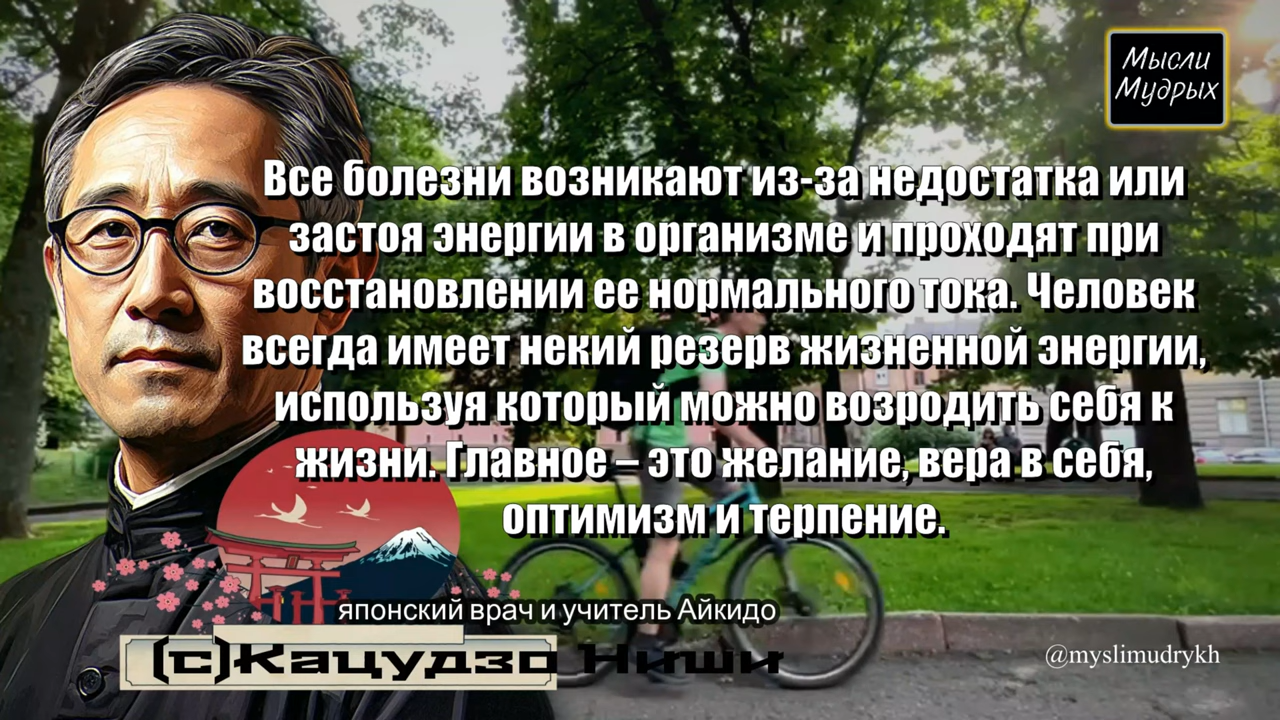 Мысли
Мудрых
Все болезни возникают из-за недостатка или
застоя энергии в организме и проходят при
восстановлении ее нормального тока. Человек
всегда имеет некий резерв жизненной энергии,
используя который можно возродить себя к
жизни. Главное – это желание, вера в себя,
оптимизм и терпение.
японский врач и учитель Айкидо
(с)Кацудзо Ниши
@myslimudrykh